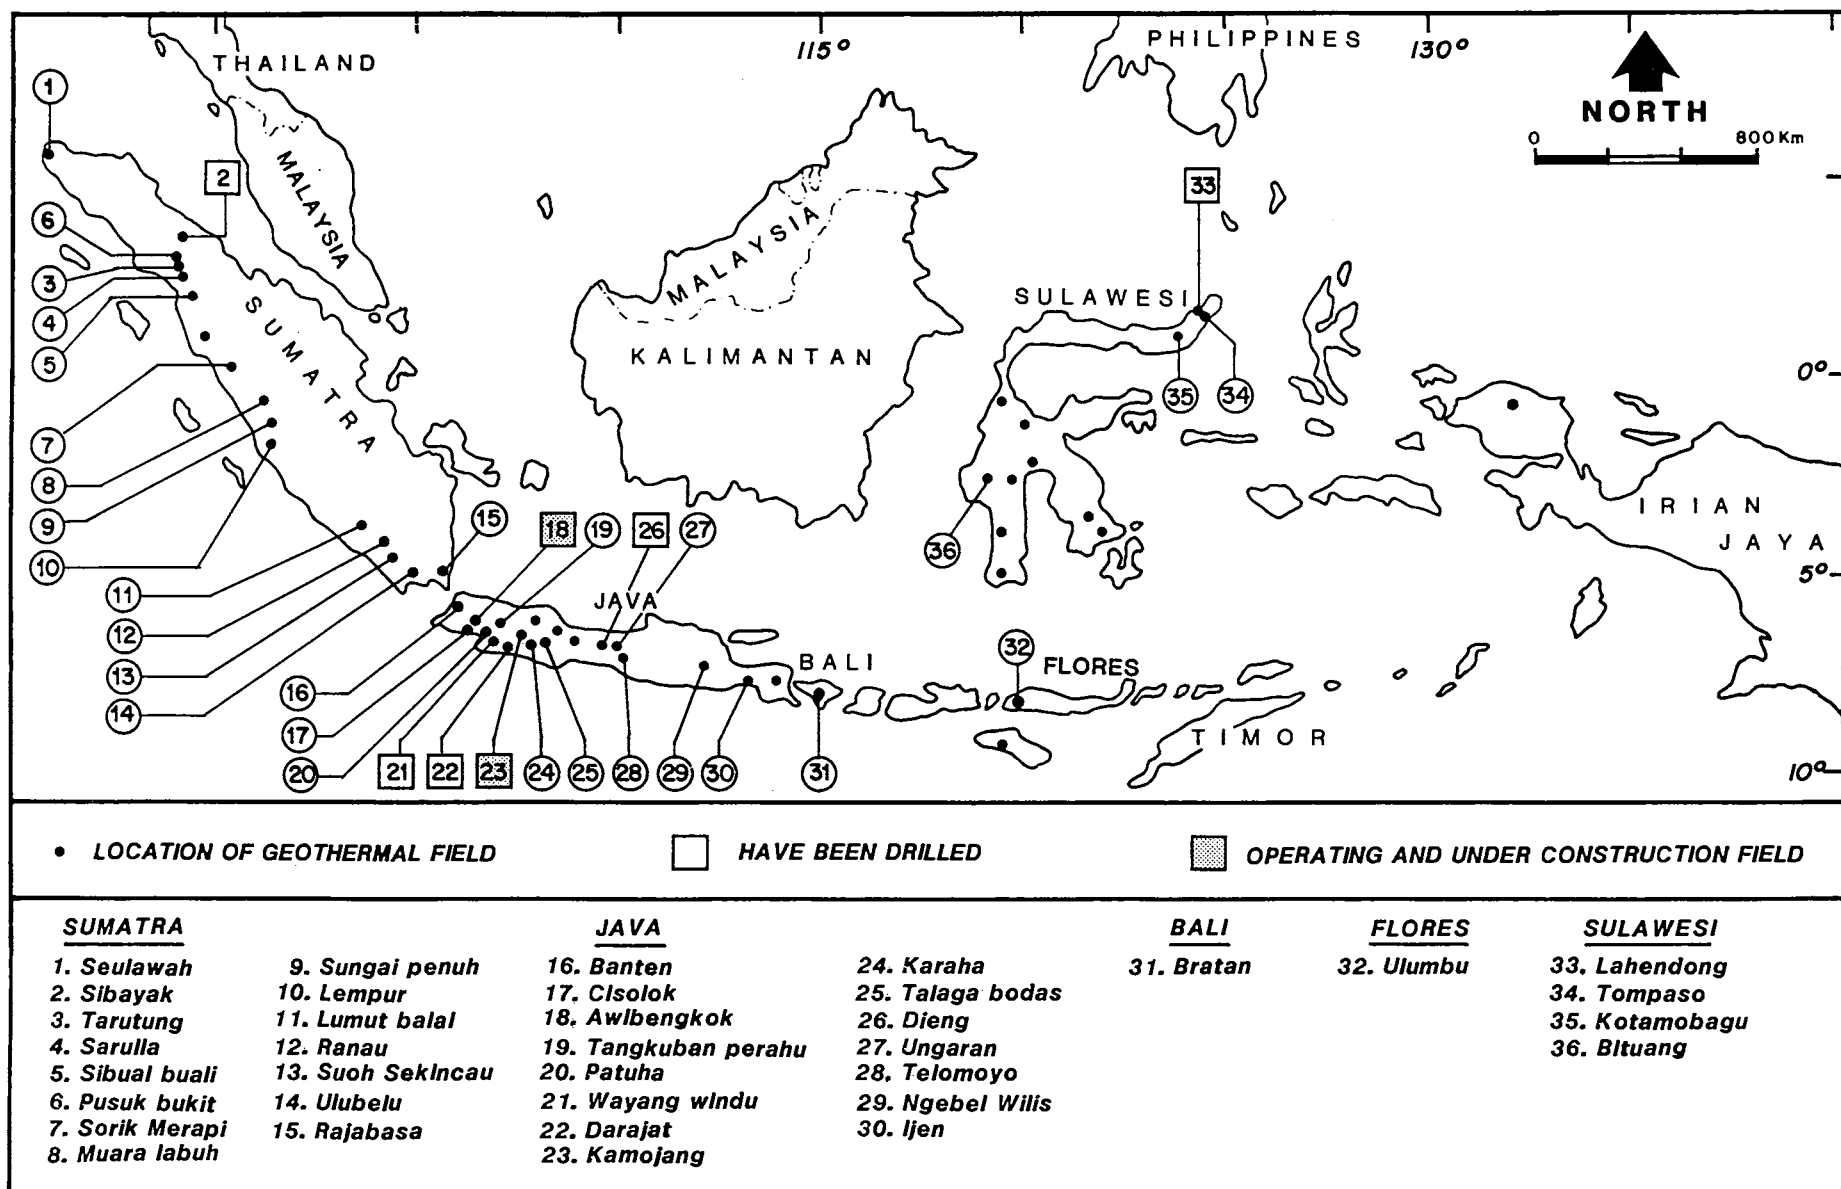 THAILAND
115°
PHILIPPINES
130°
NORTH
0 800 Km
1
2
MALAYSIA
33
6
3
4
5
SUMATRA
MALAYSIA
SULAWESI
KALIMANTAN
0°
35
34
7
8
9
10
15
18
19
26
27
36
IRIAN
JAYA
5°
11
12
13
14
JAVA
16
17
20
21
22
23
24
25
28
29
30
BALI
31
32
FLORES
TIMOR
10°
LOCATION OF GEOTHERMAL FIELD
HAVE BEEN DRILLED
OPERATING AND UNDER CONSTRUCTION FIELD
SUMATRA
1. Seulawah
2. Sibayak
3. Tarutung
4. Sarulla
5. Sibual buali
6. Pusuk bukit
7. Sorik Merapi
8. Muara labuh
9. Sungai penuh
10. Lempur
11. Lumut balai
12. Ranau
13. Suoh Sekincau
14. Ulubelu
15. Rajabasa
JAVA
16. Banten
17. Cisolok
18. Awibengkok
19. Tangkuban perahu
20. Patuha
21. Wayang windu
22. Darajat
23. Kamojang
24. Karaha
25. Talaga bodas
26. Dieng
27. Ungaran
28. Telomoyo
29. Ngebel Wilis
30. Ijen
BALI
31. Bratan
FLORES
32. Ulumbu
SULAWESI
33. Lahendong
34. Tompaso
35. Kotamobagu
36. Bituang